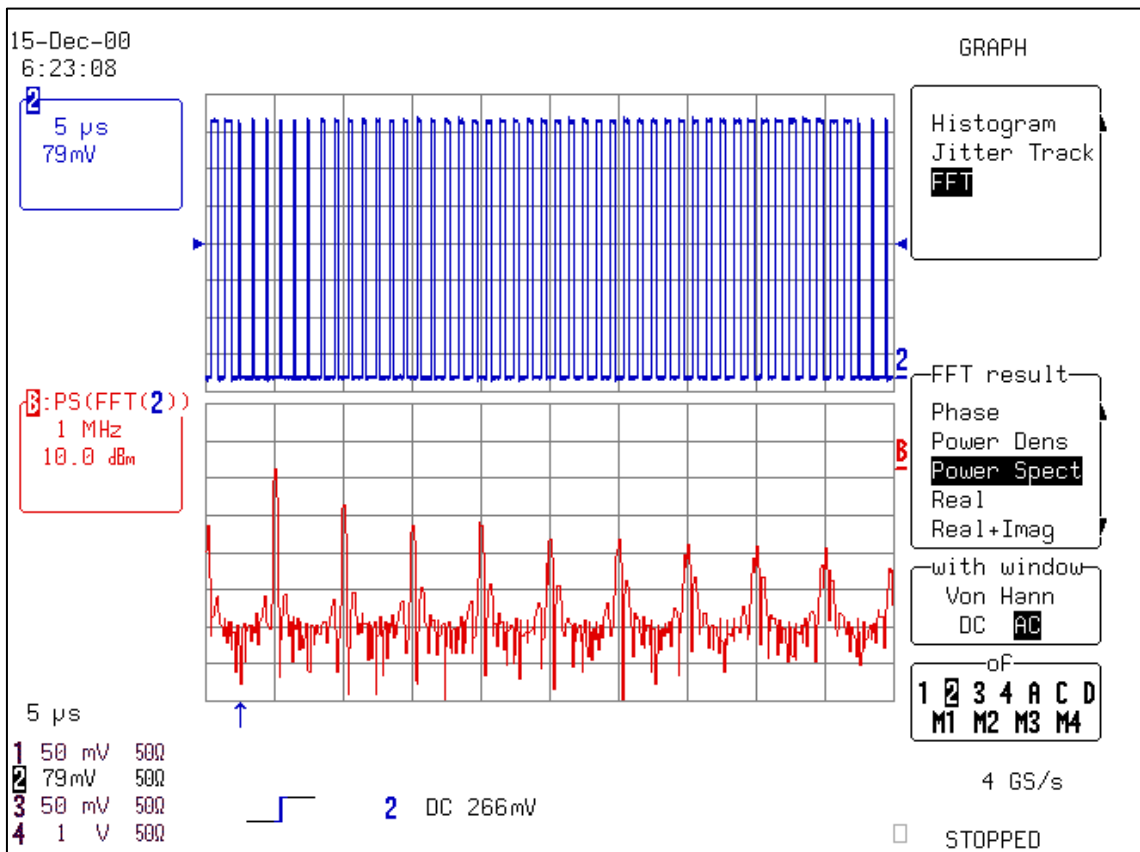 15-Dec-00
6:23:08
GRAPH
2
5 µs
79mV
Histogram
Jitter Track
FFT
2
B:PS(FFT(2))
1 MHz
10.0 dBm
B
FFT result
Phase
Power Dens
Power Spect
Real
Real+Imag
with window
Von Hann
DC AC
of
1 2 3 4 A C D
M1 M2 M3 M4
5 µs
1 50 mV 50Ω
2 79mV 50Ω
3 50 mV 50Ω
4 1 V 50Ω
2 DC 266mV
4 GS/s
STOPPED